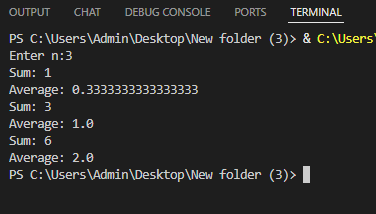 OUTPUT CHAT DEBUG CONSOLE PORTS TERMINAL
PS C:\Users\Admin\Desktop\New folder (3)> & C:\Users\
Enter n:3
Sum: 1
Average: 0.3333333333333333
Sum: 3
Average: 1.0
Sum: 6
Average: 2.0
PS C:\Users\Admin\Desktop\New folder (3)>